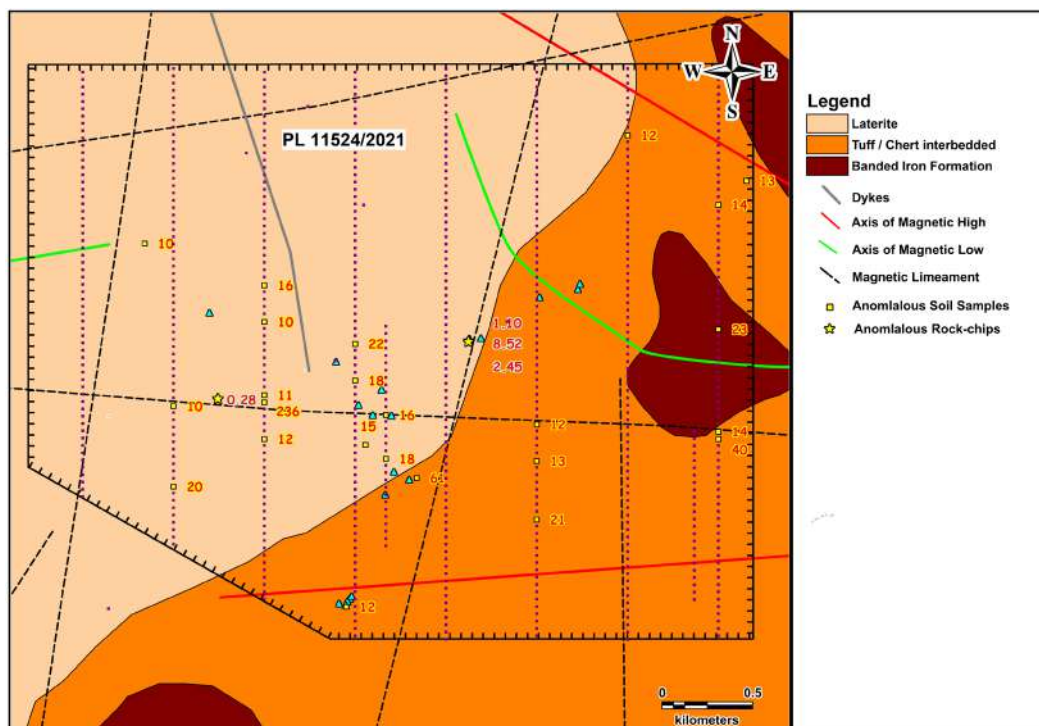 N
W E
S
PL 11524/2021
12
13
14
10
16
10
1.10
23
22
8.52
2.45
18
11
0.28
10
236
16
12
14
15
12
40
18
13
61
20
21
12
0 0.5
kilometers
Legend
Laterite
Tuff / Chert interbedded
Banded Iron Formation
Dykes
Axis of Magnetic High
Axis of Magnetic Low
Magnetic Limeament
Anomlalous Soil Samples
Anomlalous Rock-chips